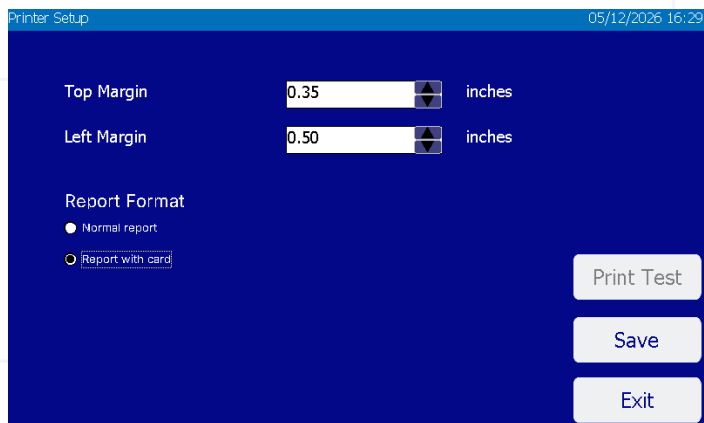 Printer Setup 05/12/2026 16:29
Top Margin 0.35 inches
Left Margin 0.50 inches
Report Format
Normal report
Report with card
Print Test
Save
Exit